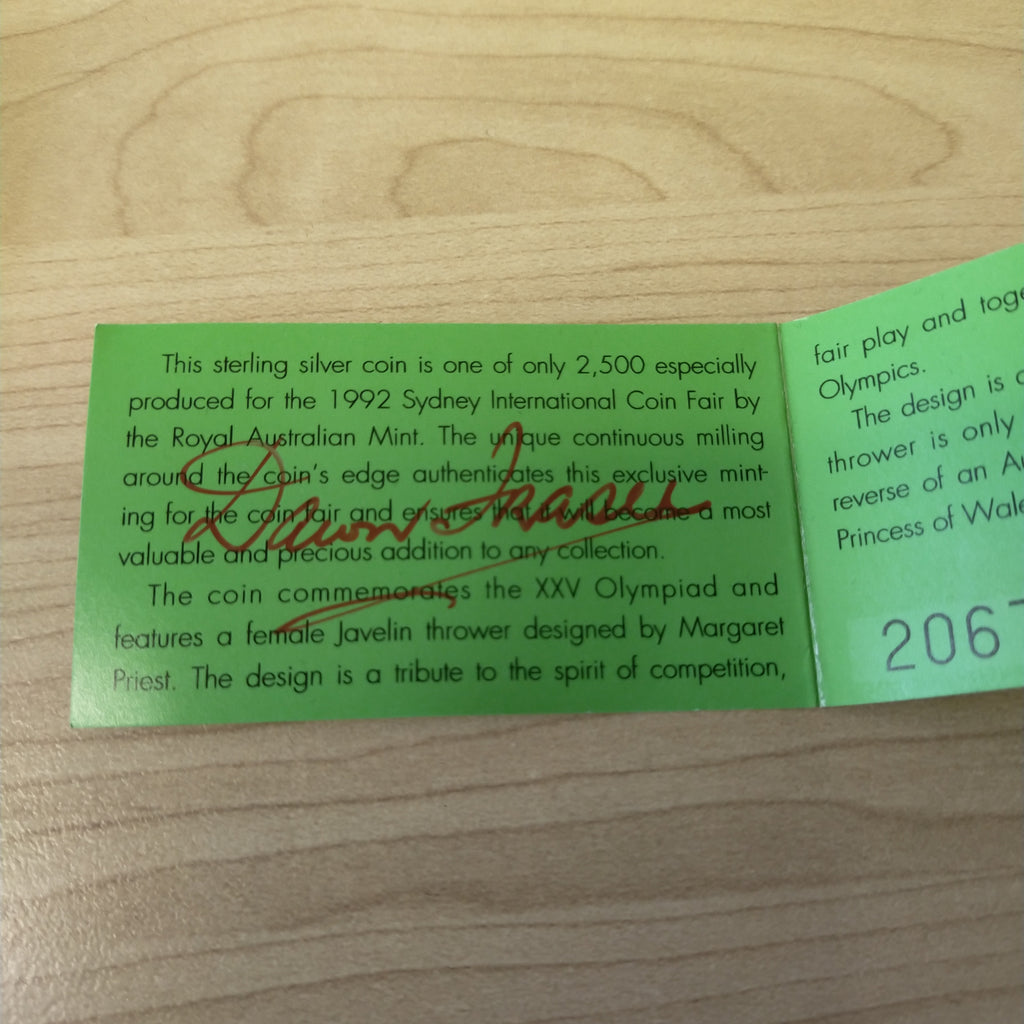 This sterling silver coin is one of only 2,500 especially
produced for the 1992 Sydney International Coin Fair by
the Royal Australian Mint. The unique continuous milling
around the coin's edge authenticates this exclusive mint-
ing for the coin fair and ensures that it will become a most
valuable and precious addition to any collection.
The coin commemorates the XXV Olympiad and
features a female Javelin thrower designed by Margaret
Priest. The design is a tribute to the spirit of competition,
Dawn Fraser
fair play and toge
Olympics.
The design is
thrower is only
reverse of an Au
Princess of Wale
206